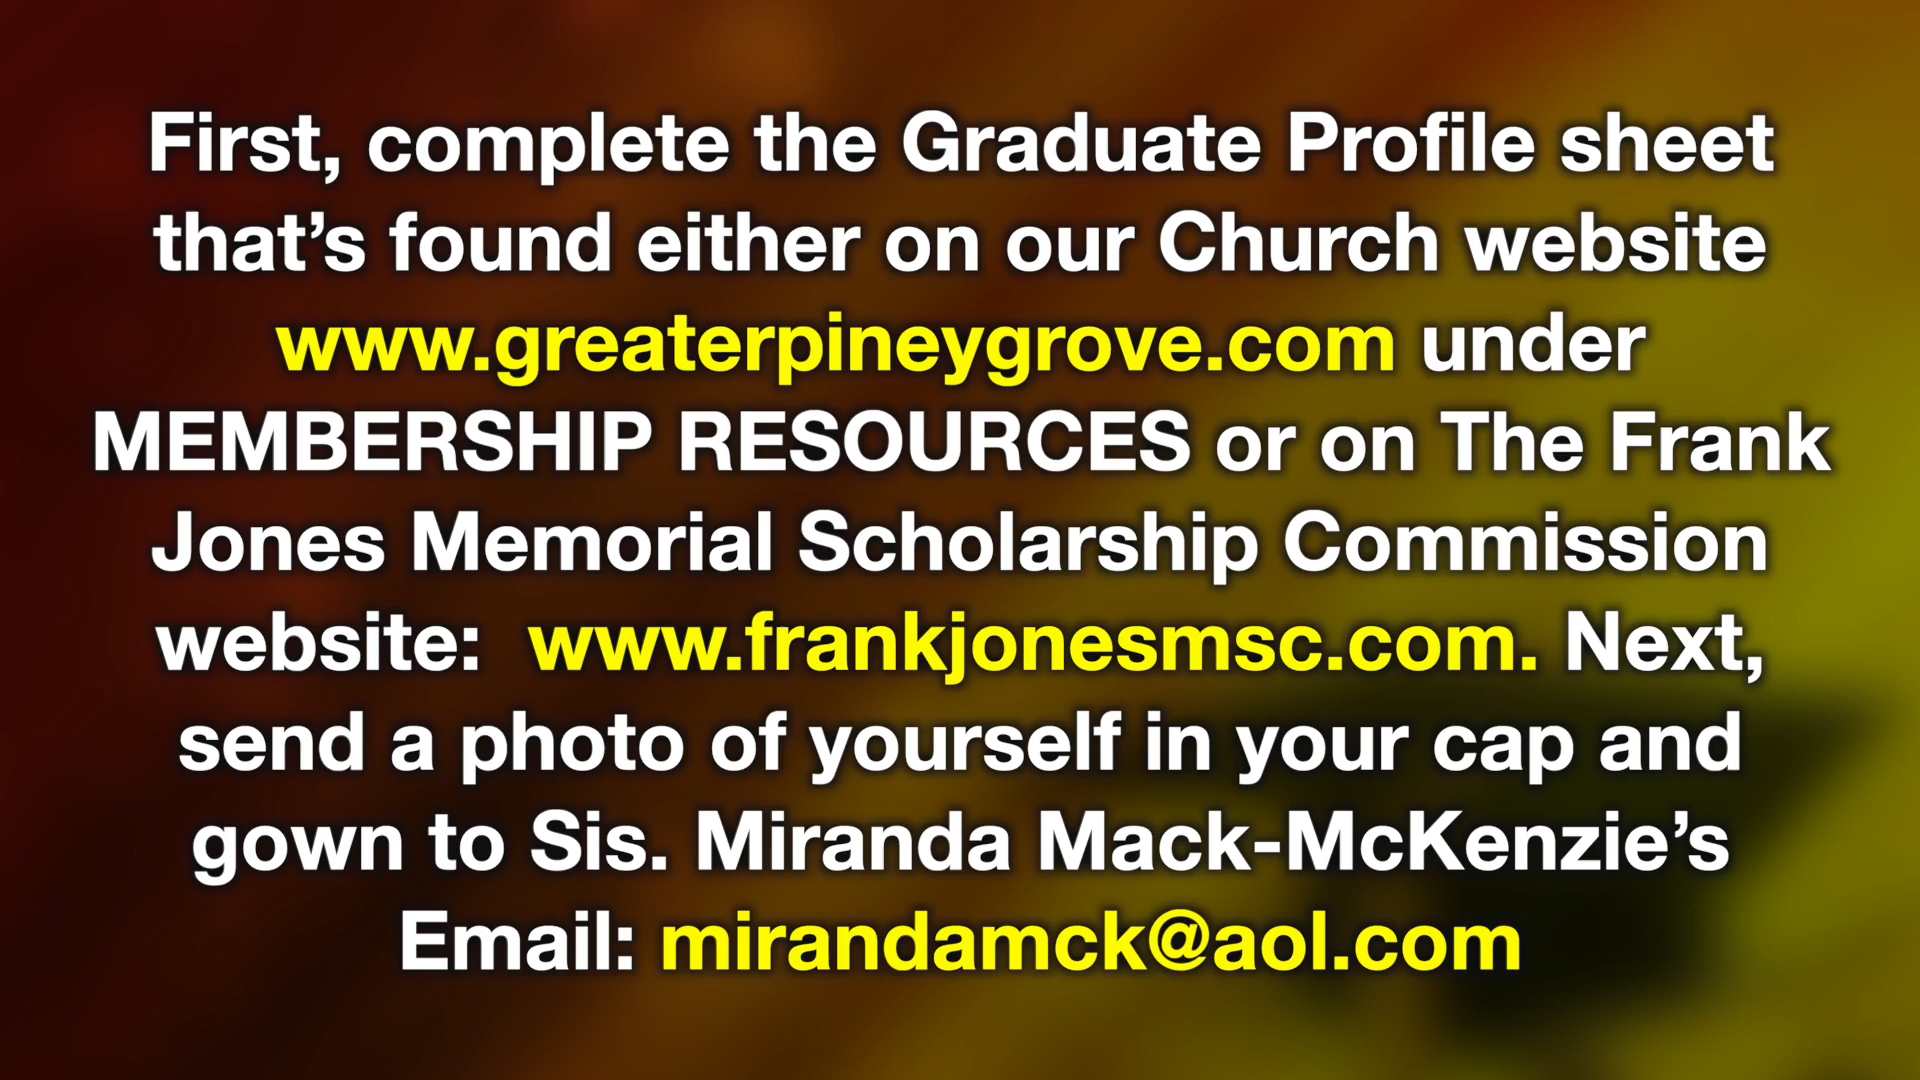 First, complete the Graduate Profile sheet
that’s found either on our Church website
www.greaterpineygrove.com under
MEMBERSHIP RESOURCES or on The Frank
Jones Memorial Scholarship Commission
website:  www.frankjonesmsc.com. Next,
send a photo of yourself in your cap and
gown to Sis. Miranda Mack-McKenzie’s
Email: mirandamck@aol.com